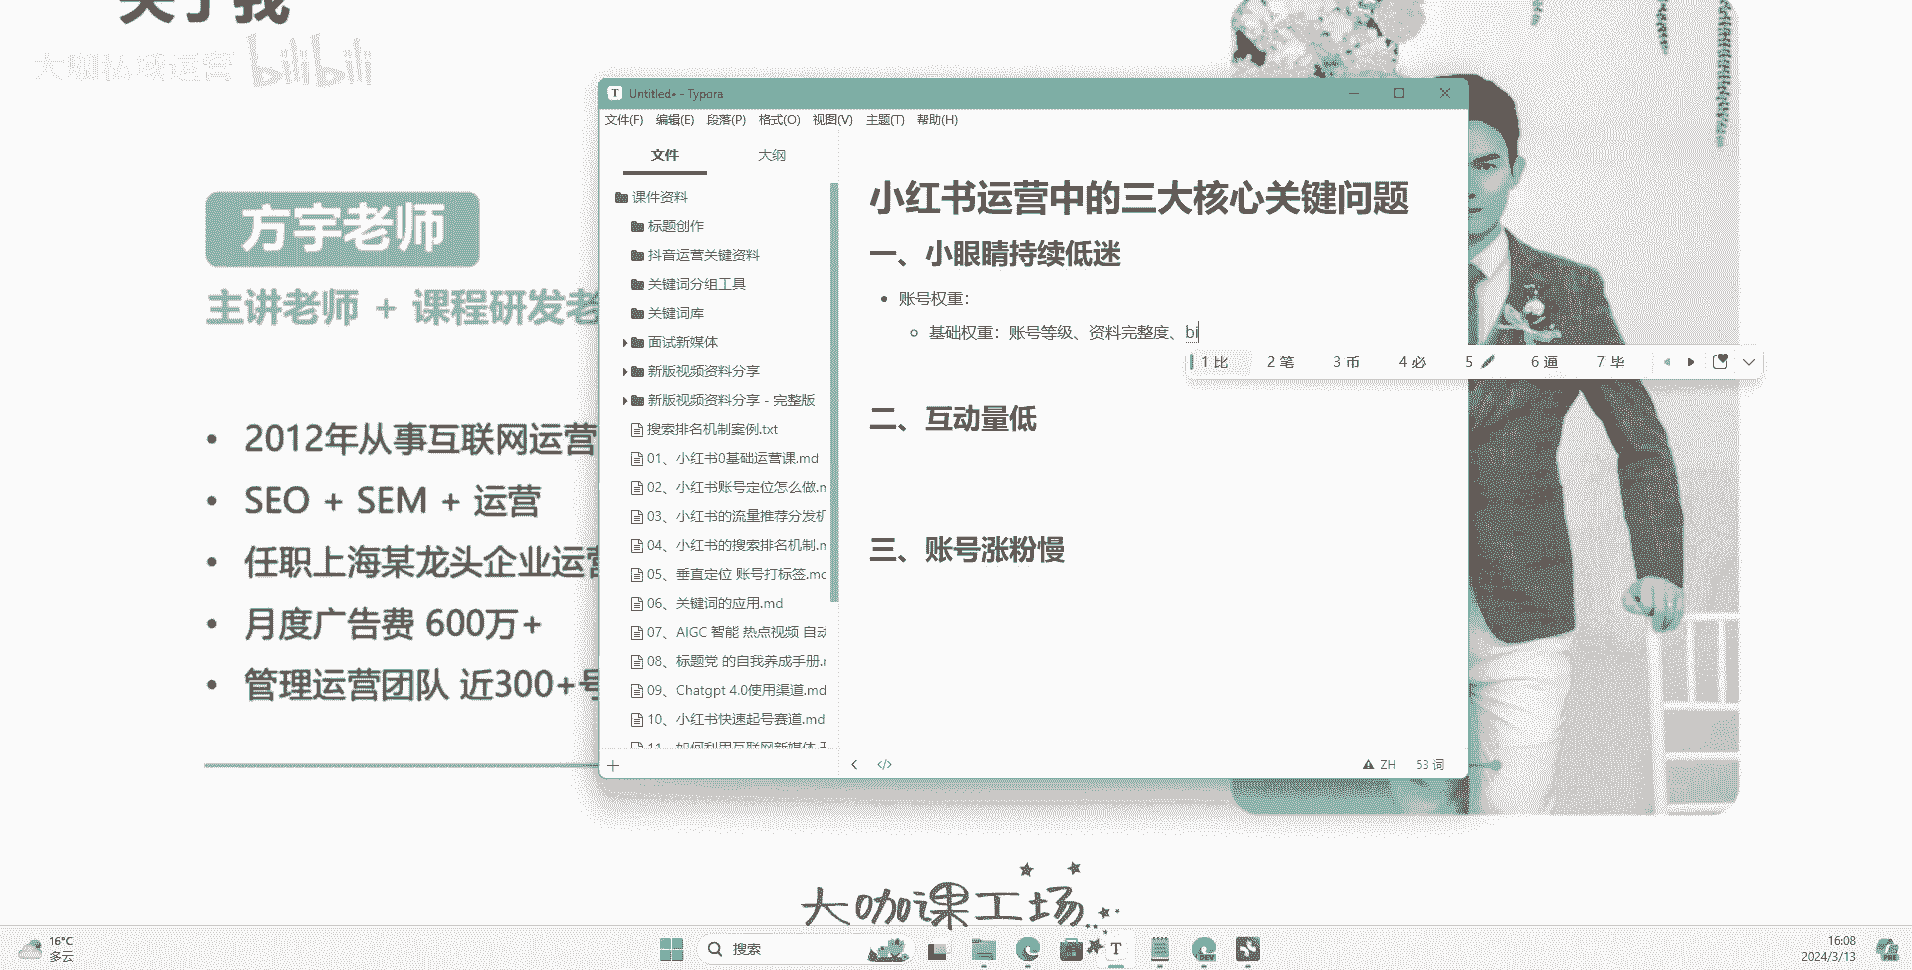 关于我
大咖私域运营 bilibili
方宇老师
主讲老师 + 课程研发老
2012年从事互联网运营
SEO + SEM + 运营
任职上海某龙头企业运营
月度广告费 600万+
管理运营团队 近300+号
Untitled• - Typora
文件(F) 编辑(E) 段落(P) 格式(O) 视图(V) 主题(T) 帮助(H)
文件 大纲
课件资料
标题创作
抖音运营关键资料
关键词分组工具
关键词库
面试新媒体
新版视频资料分享
新版视频资料分享 - 完整版
搜索排名机制案例.txt
01、小红书0基础运营课.md
02、小红书账号定位怎么做.m
03、小红书的流量推荐分发机
04、小红书的搜索排名机制.m
05、垂直定位 账号打标签.md
06、关键词的应用.md
07、AIGC 智能 热点视频 自动
08、标题党 的自我养成手册.m
09、Chatgpt 4.0使用渠道.md
10、小红书快速起号赛道.md
11、如何利用互联网新媒体
小红书运营中的三大核心关键问题
一、小眼睛持续低迷
账号权重：
基础权重：账号等级、资料完整度、bi
1 比 2 笔 3 币 4 必 5 6 逼 7 毕
二、互动量低
三、账号涨粉慢
ZH 53 词
大咖课工场
16°C
多云
搜索
16:08
2024/3/13